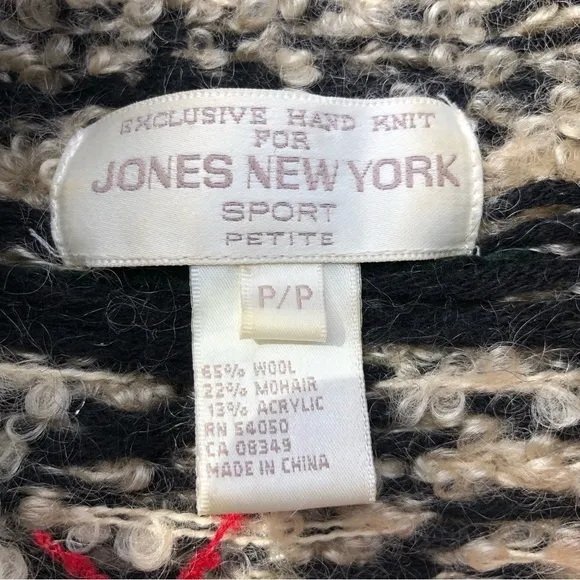 EXCLUSIVE HAND KNIT
FOR
JONES NEW YORK
SPORT
PETITE
P/P
65% WOOL
22% MOHAIR
13% ACRYLIC
RN 54050
CA 08349
MADE IN CHINA